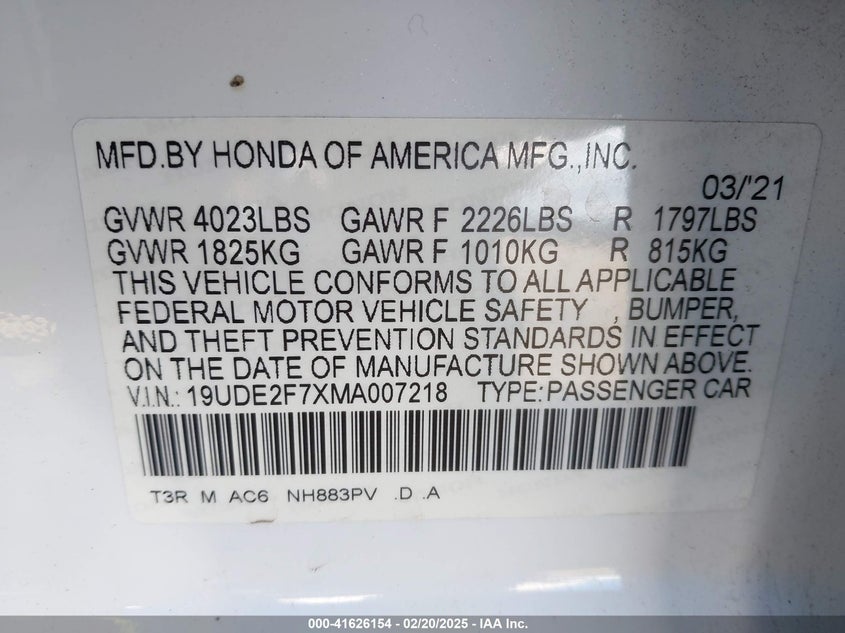 MFD.BY HONDA OF AMERICA MFG.,INC.
03/'21
GVWR 4023LBS GAWR F 2226LBS R 1797LBS
GVWR 1825KG GAWR F 1010KG R 815KG
THIS VEHICLE CONFORMS TO ALL APPLICABLE
FEDERAL MOTOR VEHICLE SAFETY , BUMPER,
AND THEFT PREVENTION STANDARDS IN EFFECT
ON THE DATE OF MANUFACTURE SHOWN ABOVE.
V.I.N.: 19UDE2F7XMA007218 TYPE:PASSENGER CAR
T3R M AC6 NH883PV .D .A
000-41626154 - 02/20/2025 - IAA Inc.